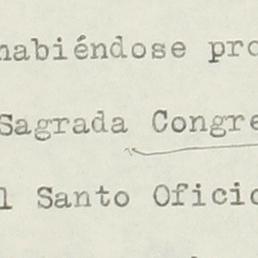 habiéndose pro
Sagrada Congre
l Santo Oficio